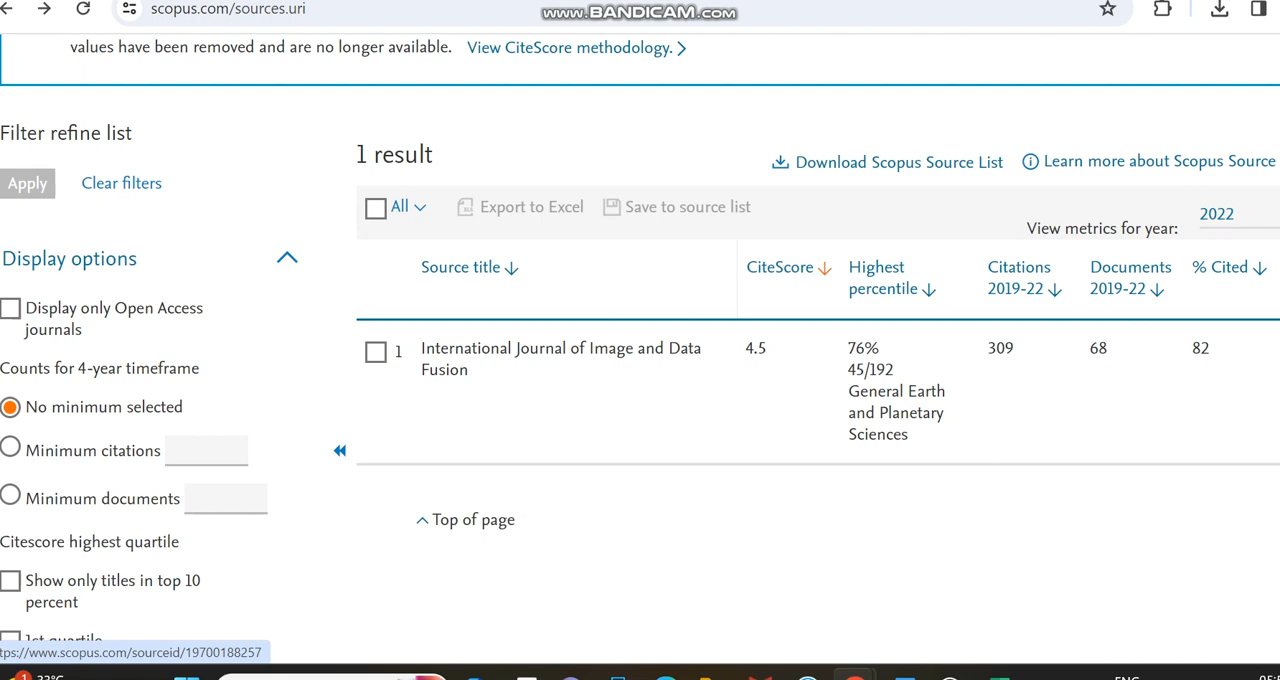 scopus.com/sources.uri
www.BANDICAM.com
values have been removed and are no longer available. View CiteScore methodology.
Filter refine list
Apply
Clear filters
Display options
Display only Open Access
journals
Counts for 4-year timeframe
No minimum selected
Minimum citations
Minimum documents
Citescore highest quartile
Show only titles in top 10
percent
1st quartile
tps://www.scopus.com/sourceid/19700188257
1 result
Download Scopus Source List
Learn more about Scopus Source
All
Export to Excel
Save to source list
View metrics for year:
2022
Source title
CiteScore
Highest
percentile
Citations
2019-22
Documents
2019-22
% Cited
1
International Journal of Image and Data
Fusion
4.5
76%
45/192
General Earth
and Planetary
Sciences
309
68
82
Top of page
1
33°C
ENG